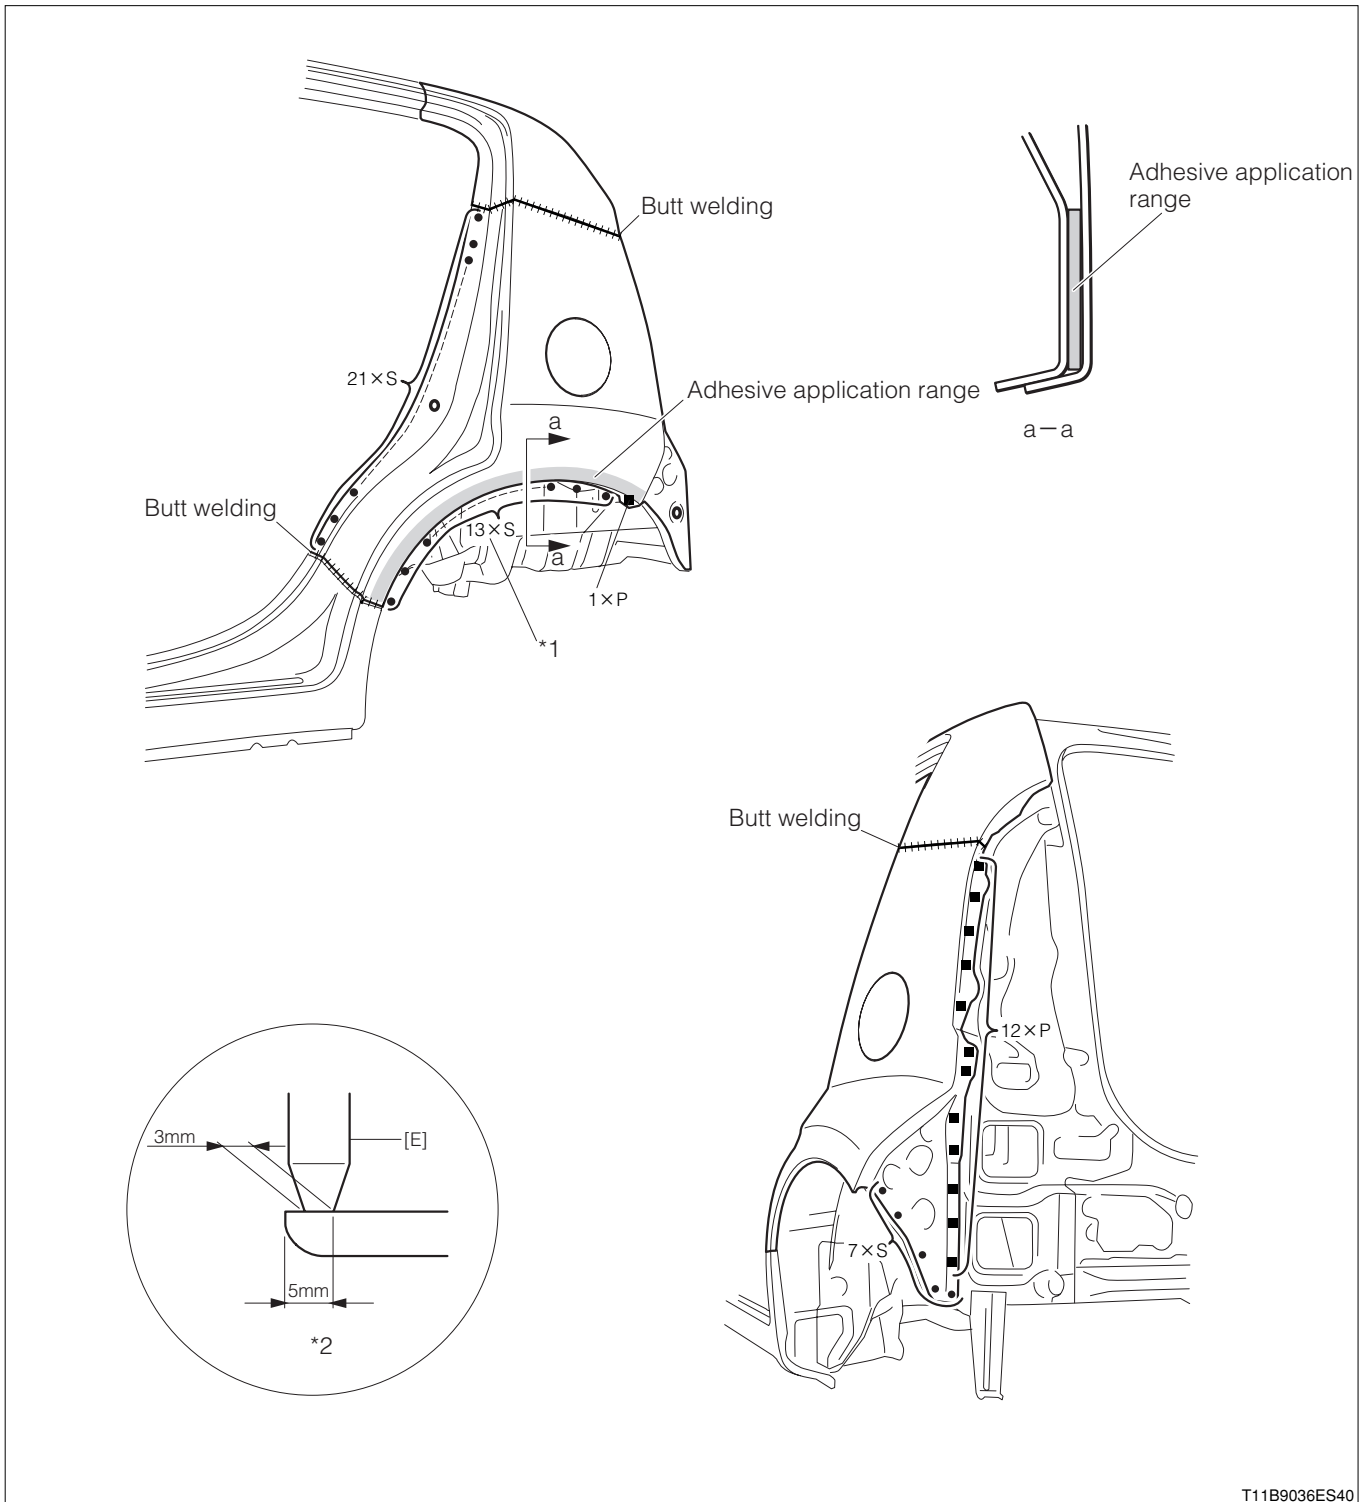 Butt welding
Adhesive application
range
21×S
Adhesive application range
a
a－a
Butt welding
13×S
a
1×P
*1
Butt welding
12×P
3mm
[E]
7×S
5mm
*2
T11B9036ES40